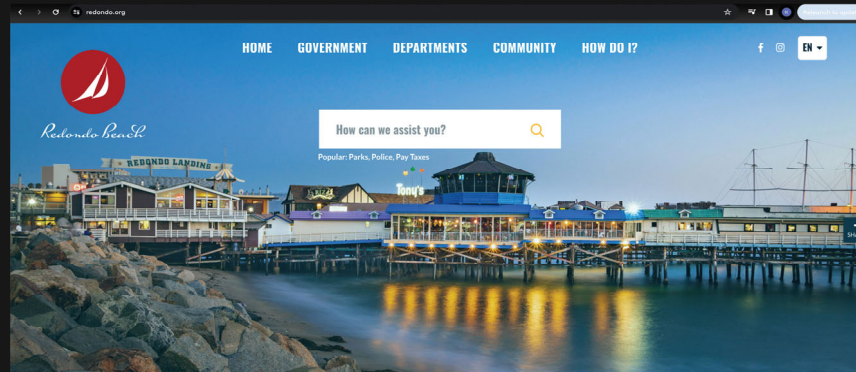 redondo.org
HOME GOVERNMENT DEPARTMENTS COMMUNITY HOW DO I?
EN
Redondo Beach
How can we assist you?
Popular: Parks, Police, Pay Taxes
REDONDO LANDING
Tony's